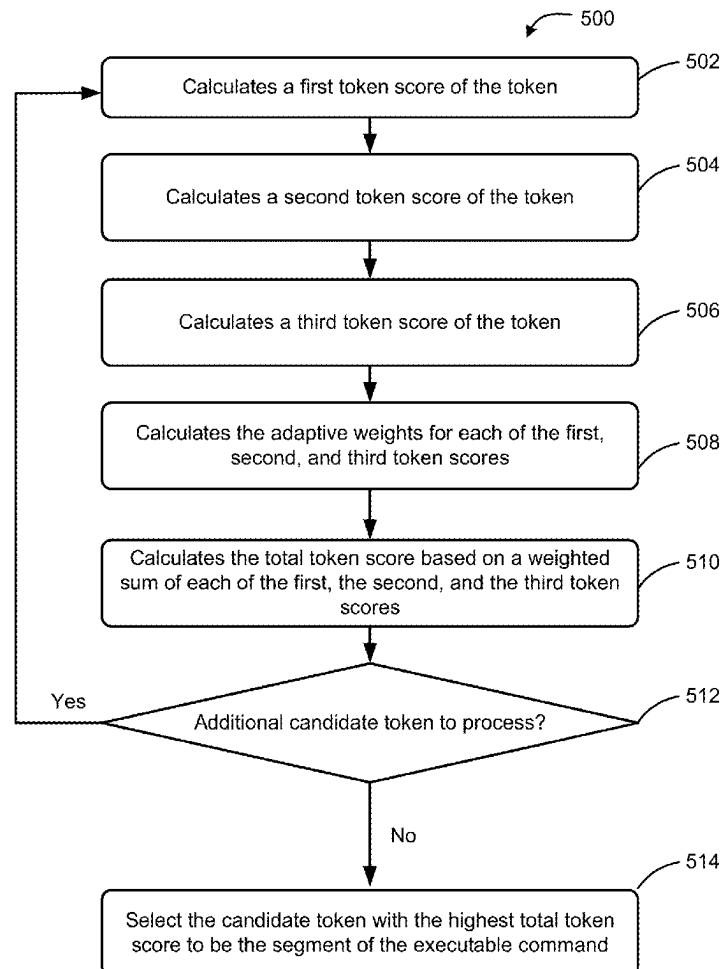 500
Calculates a first token score of the token
502
Calculates a second token score of the token
504
Calculates a third token score of the token
506
Calculates the adaptive weights for each of the first,
second, and third token scores
508
Calculates the total token score based on a weighted
sum of each of the first, the second, and the third token
scores
510
Yes
Additional candidate token to process?
512
No
514
Select the candidate token with the highest total token
score to be the segment of the executable command